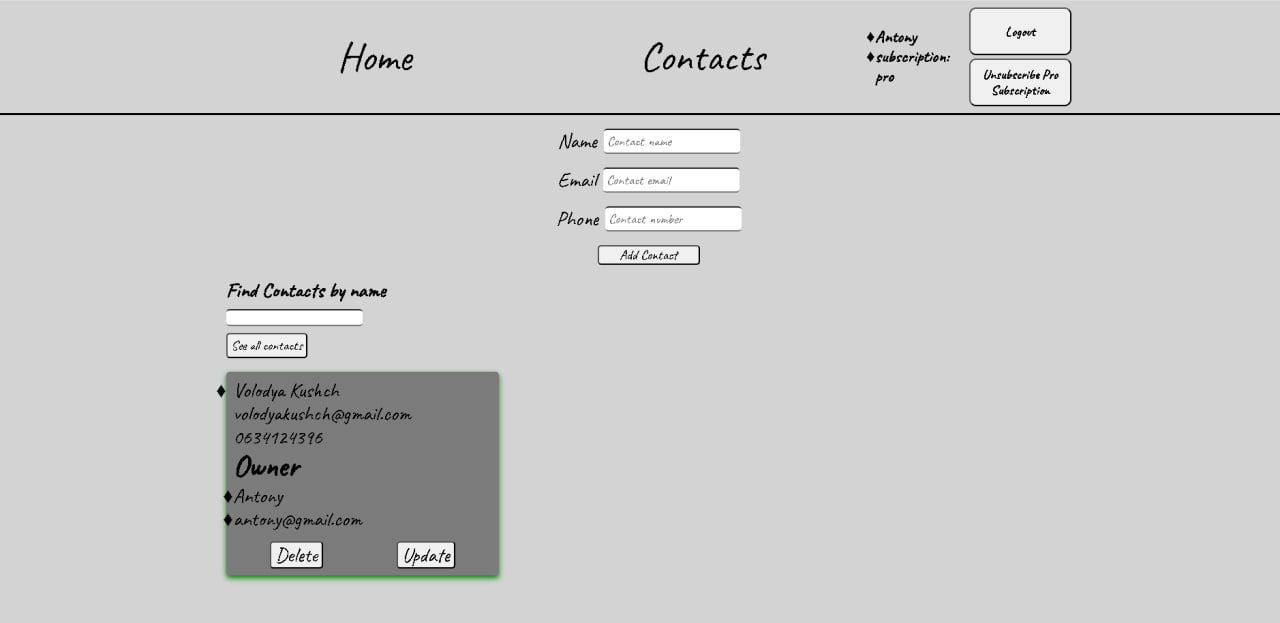 Home
Contacts
Antony
subscription:
pro
Logout
Unsubscribe Pro
Subscription
Name
Contact name
Email
Contact email
Phone
Contact number
Add Contact
Find Contacts by name
See all contacts
Volodya Kushch
volodyakushch@gmail.com
0634124396
Owner
Antony
antony@gmail.com
Delete
Update